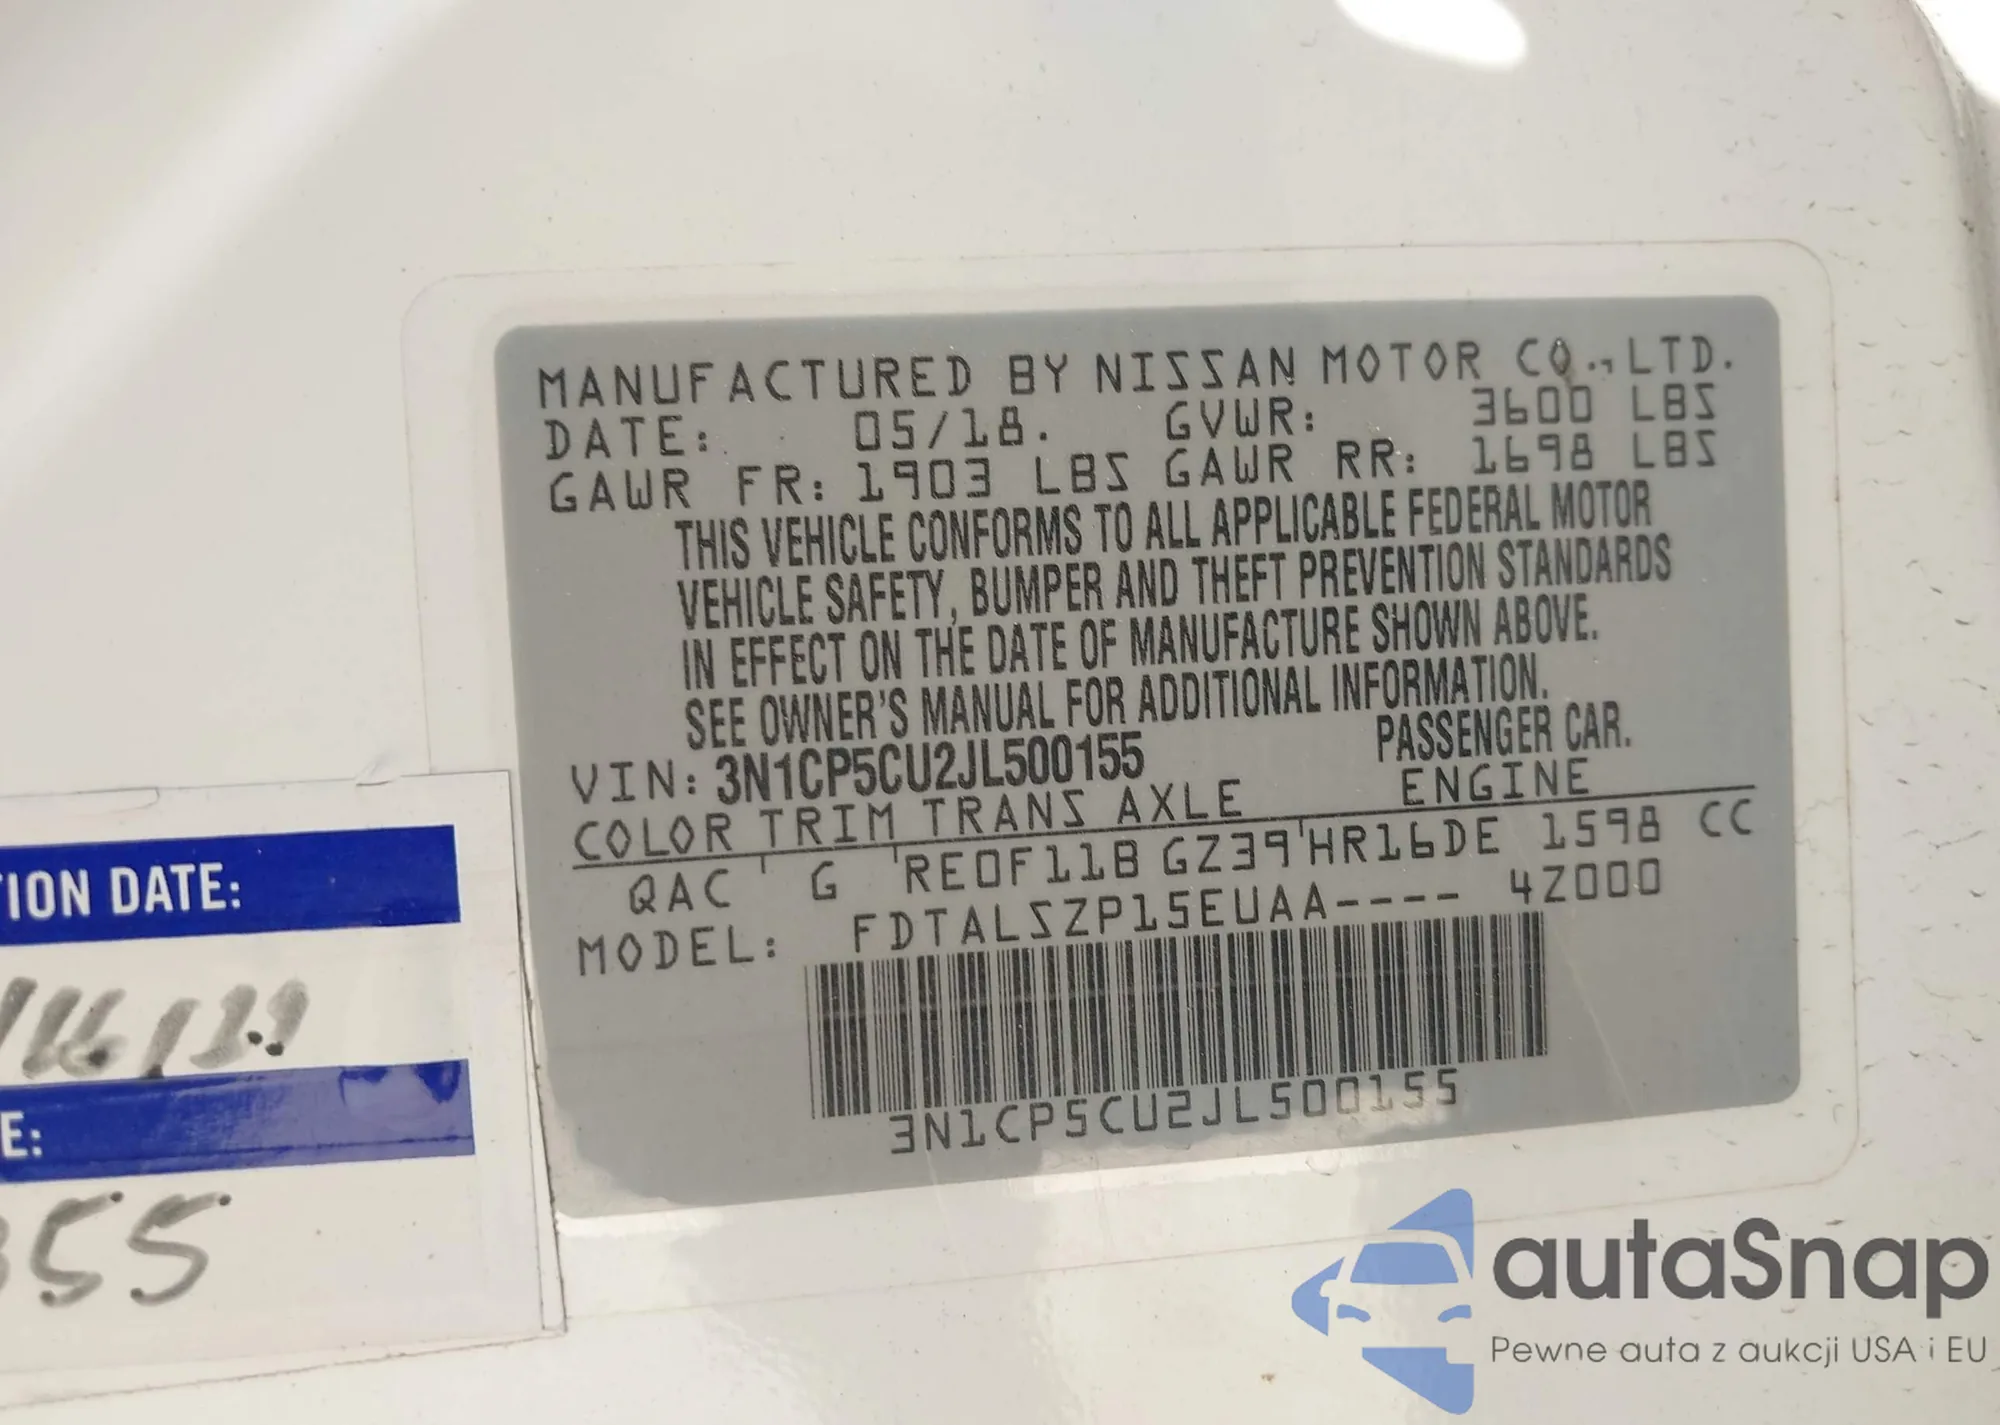 MANUFACTURED BY NISSAN MOTOR CO., LTD.
DATE: 05/18. GVWR: 3600 LBS
GAWR FR: 1903 LBS GAWR RR: 1698 LBS
THIS VEHICLE CONFORMS TO ALL APPLICABLE FEDERAL MOTOR
VEHICLE SAFETY, BUMPER AND THEFT PREVENTION STANDARDS
IN EFFECT ON THE DATE OF MANUFACTURE SHOWN ABOVE.
SEE OWNER'S MANUAL FOR ADDITIONAL INFORMATION.
VIN: 3N1CP5CU2JL500155 PASSENGER CAR.
COLOR TRIM TRANS AXLE ENGINE
QAC G RE0F11B GZ39 HR16DE 1598 CC
MODEL: FDTALSZP15EUAA---- 4Z000
3N1CP5CU2JL500155
ION DATE:
E:
55
autaSnap
Pewne auta z aukcji USA i EU